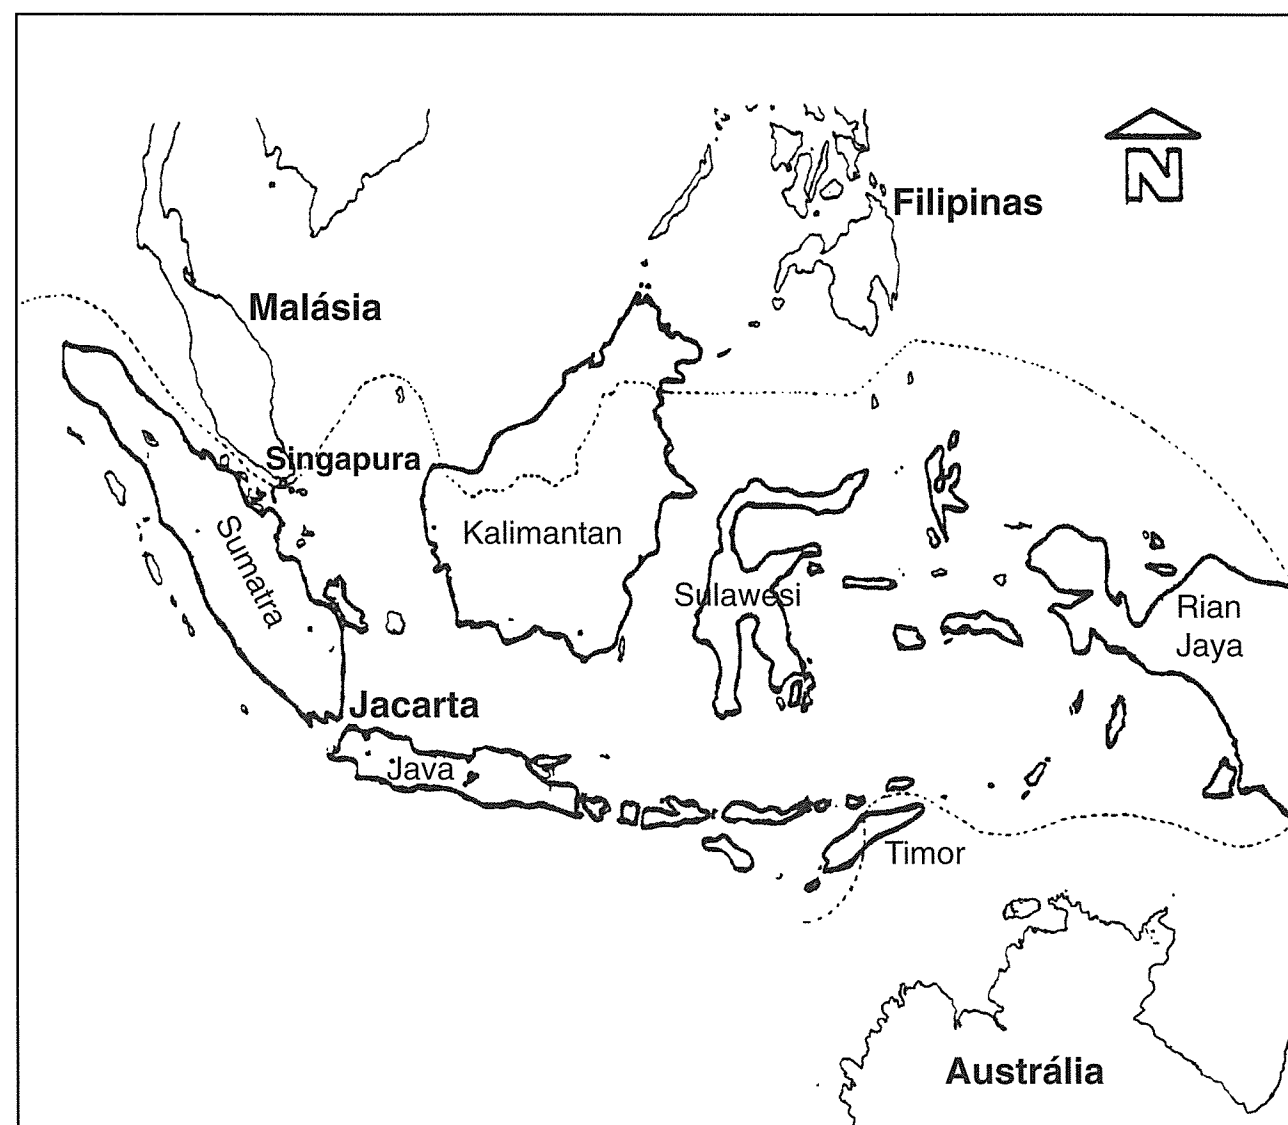 N
Filipinas
Malásia
Singapura
Kalimantan
Sumatra
Sulawesi
Rian
Jaya
Jacarta
Java
Timor
Austrália